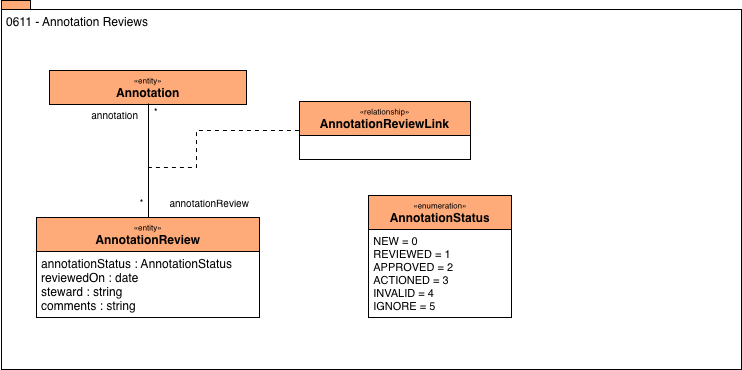 0611 - Annotation Reviews
«entity»
Annotation
annotation
*
«relationship»
AnnotationReviewLink
*
annotationReview
«entity»
AnnotationReview
annotationStatus : AnnotationStatus
reviewedOn : date
steward : string
comments : string
«enumeration»
AnnotationStatus
NEW = 0
REVIEWED = 1
APPROVED = 2
ACTIONED = 3
INVALID = 4
IGNORE = 5